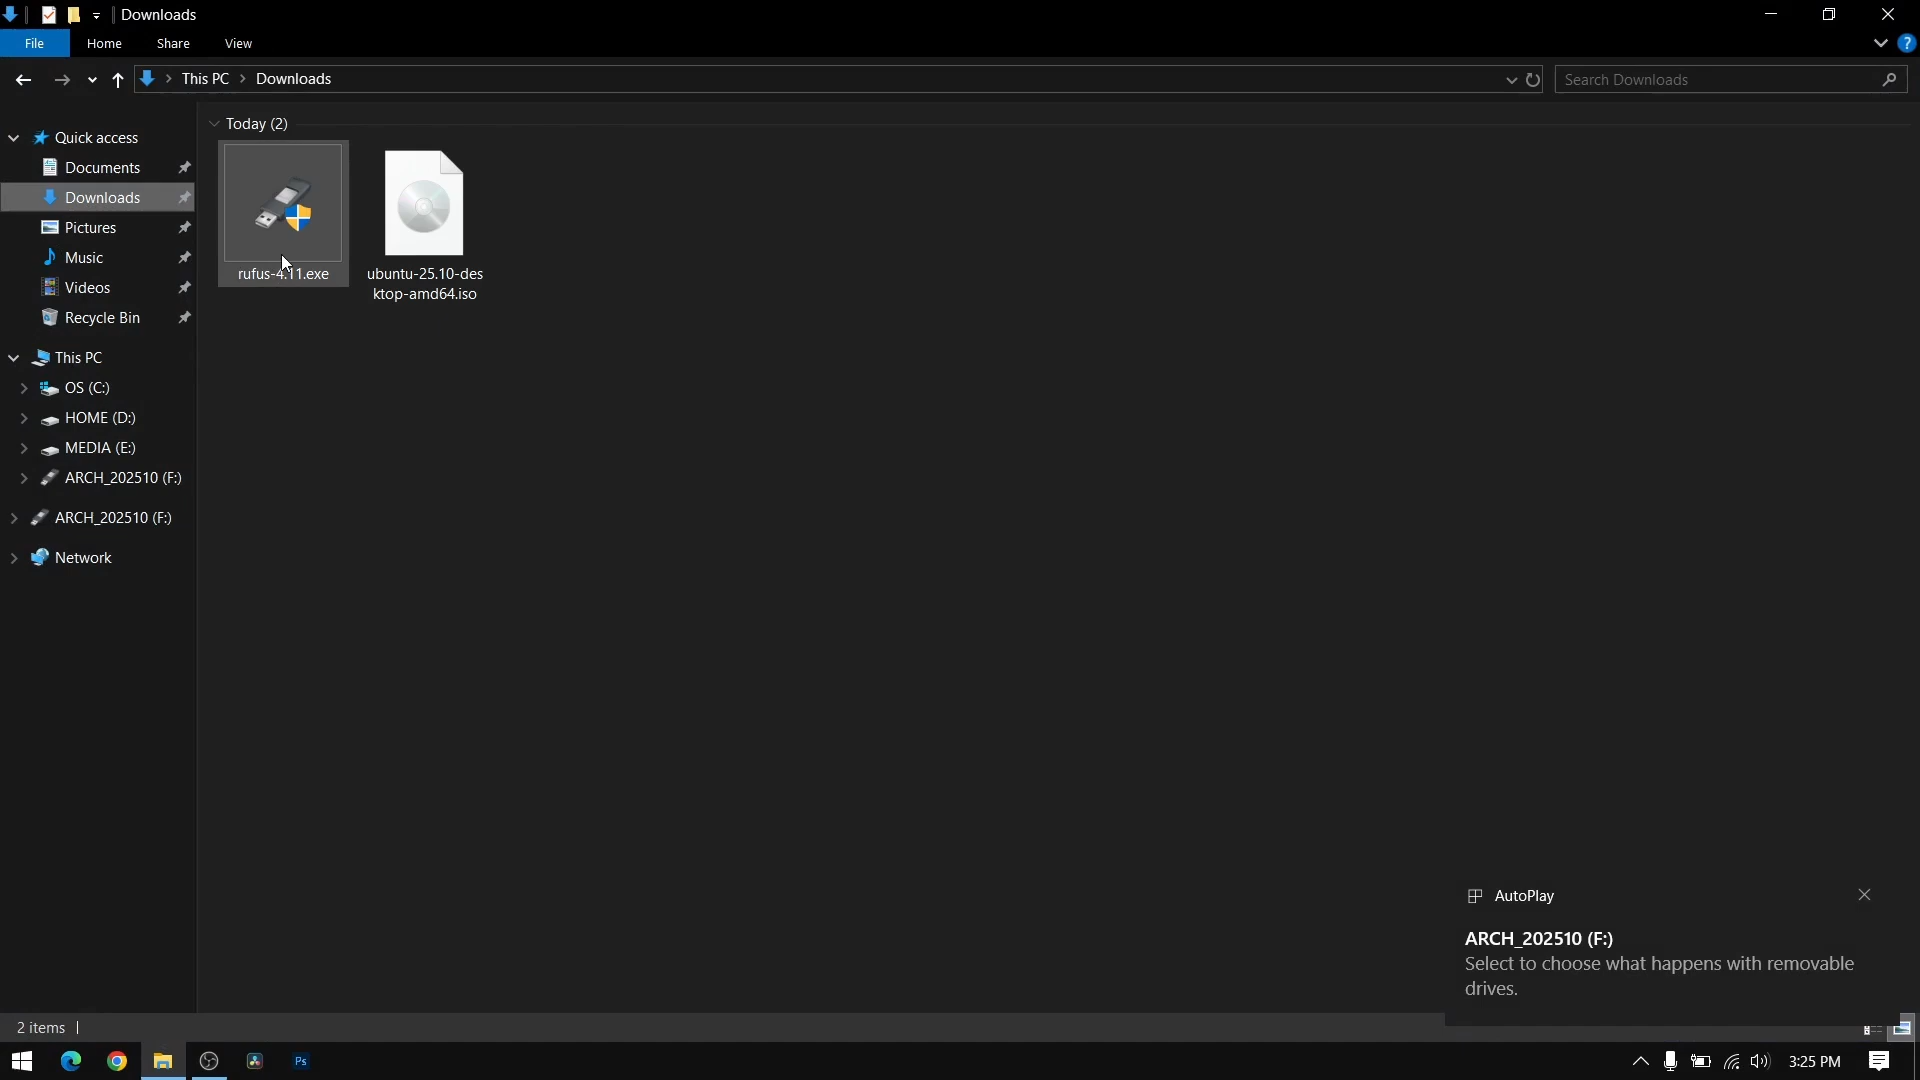 Downloads
File
Home
Share
View
This PC
Downloads
Search Downloads
Quick access
Documents
Downloads
Pictures
Music
Videos
Recycle Bin
This PC
OS (C:)
HOME (D:)
MEDIA (E:)
ARCH_202510 (F:)
ARCH_202510 (F:)
Network
Today (2)
rufus-4.11.exe
ubuntu-25.10-des
ktop-amd64.iso
AutoPlay
ARCH_202510 (F:)
Select to choose what happens with removable
drives.
2 items
Ps
3:25 PM